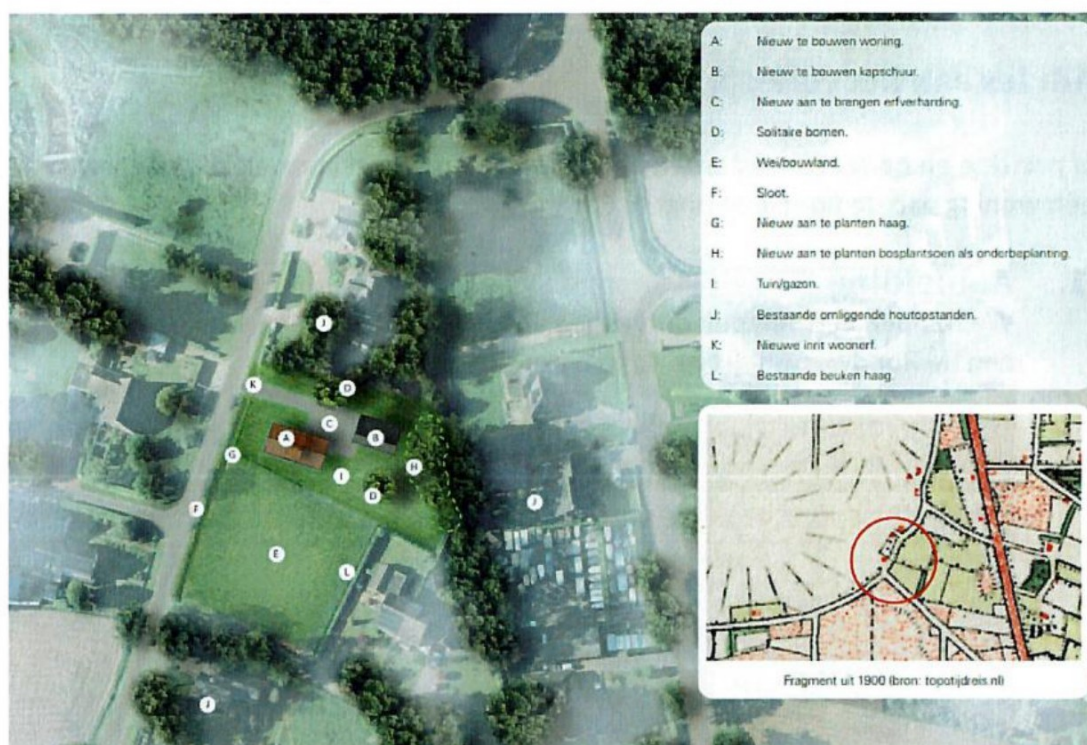 A: Nieuw te bouwen woning.
B: Nieuw te bouwen kapschuur.
C: Nieuw aan te brengen erfverharding.
D: Solitaire bomen.
E: Wei/bouwland.
F: Sloot.
G: Nieuw aan te planten haag.
H: Nieuw aan te planten bosplantsoen als onderbeplanting.
I: Tuin/gazon.
J: Bestaande omliggende houtopstanden.
K: Nieuwe inrit woonerf.
L: Bestaande beuken haag.
J
K
D
C
A
B
G
H
I
D
F
J
E
L
J
Fragment uit 1900 (bron: topotijdreis.nl)